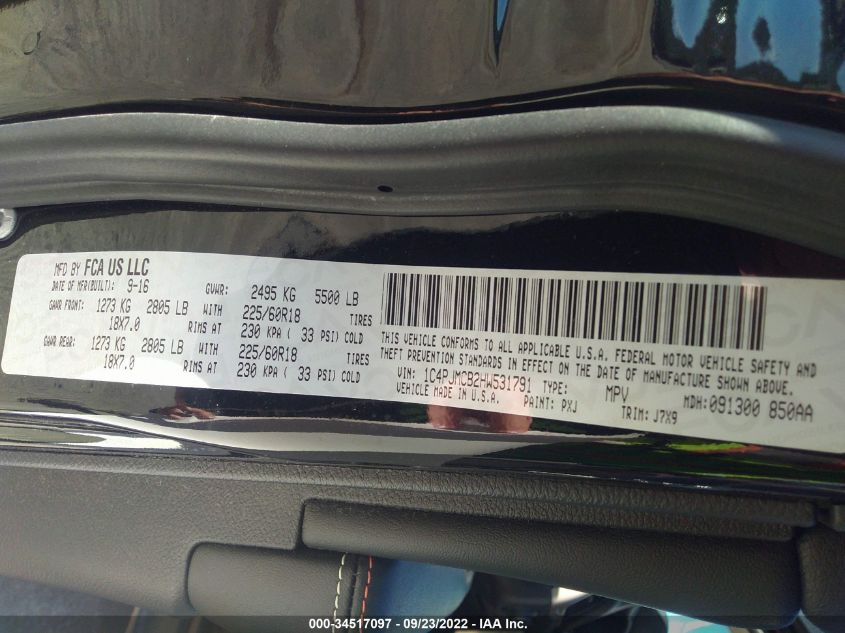 MFD BY FCA US LLC
DATE OF MFR(BUILT): 9-16 GVWR: 2495 KG 5500 LB
GAWR FRONT: 1273 KG 2805 LB WITH 225/60R18 TIRES
18X7.0 RIMS AT 230 KPA ( 33 PSI) COLD
GAWR REAR: 1273 KG 2805 LB WITH 225/60R18 TIRES
18X7.0 RIMS AT 230 KPA ( 33 PSI) COLD
THIS VEHICLE CONFORMS TO ALL APPLICABLE U.S.A. FEDERAL MOTOR VEHICLE SAFETY AND
THEFT PREVENTION STANDARDS IN EFFECT ON THE DATE OF MANUFACTURE SHOWN ABOVE.
VIN: 1C4PJMCB2HW531791 TYPE: MPV MDH: 091300 850AA
VEHICLE MADE IN U.S.A. PAINT: PXJ TRIM: J7X9
000-34517097 - 09/23/2022 - IAA Inc.